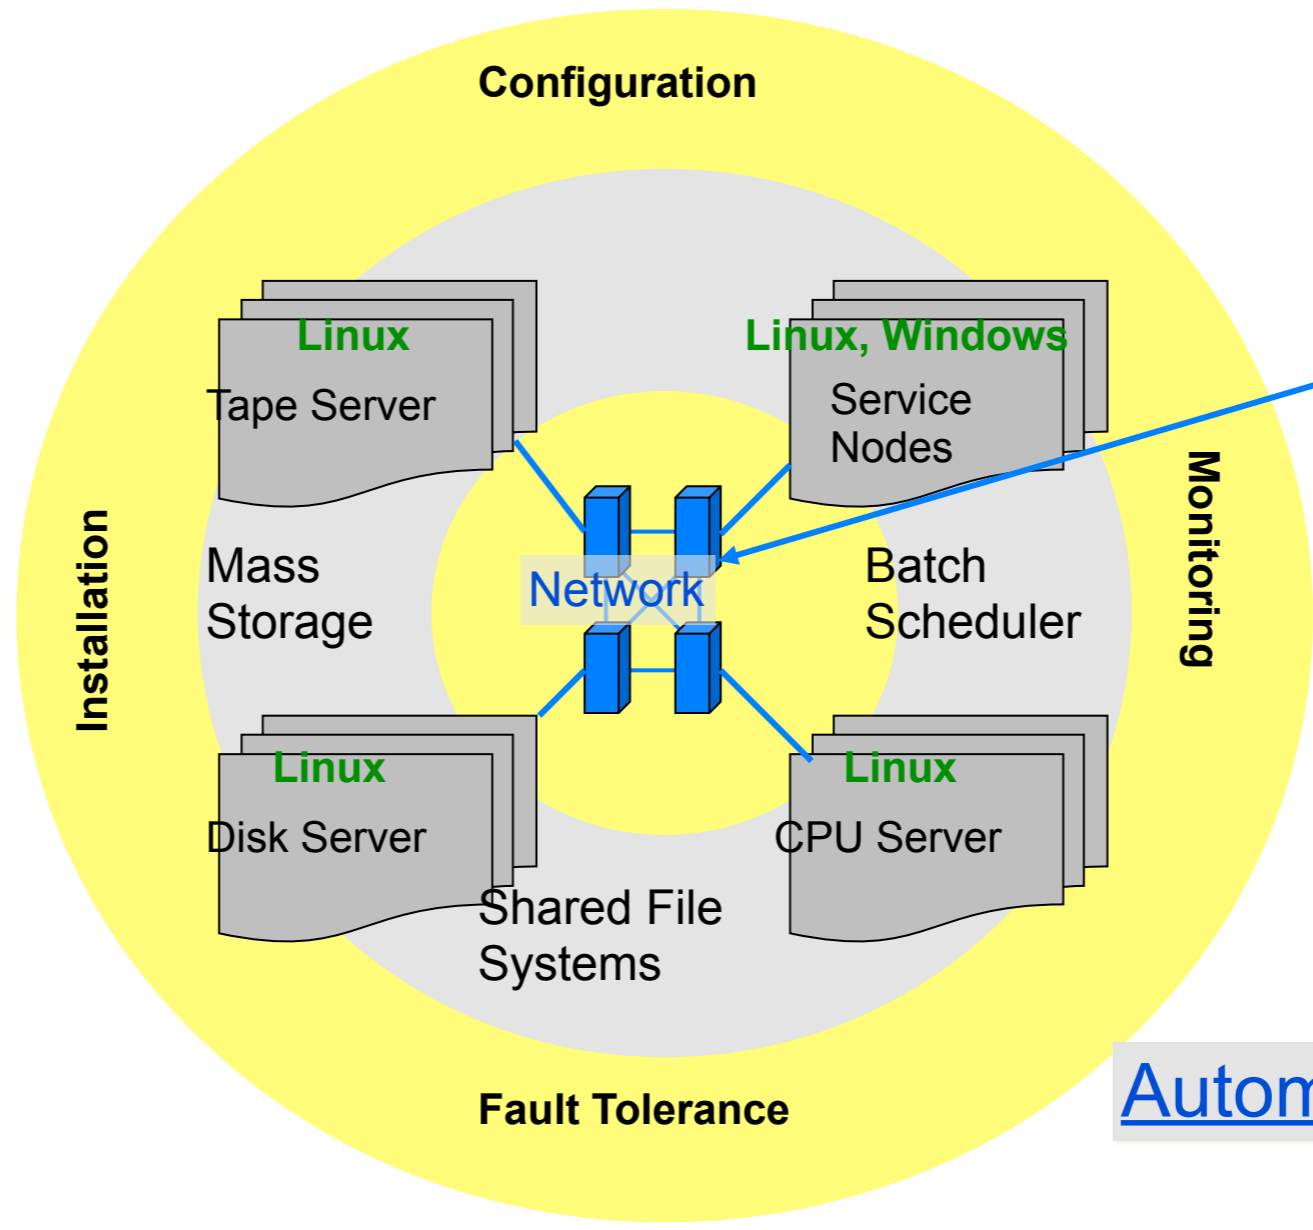 Configuration
Linux
Tape Server
Linux, Windows
Service
Nodes
Installation
Mass
Storage
Network
Batch
Scheduler
Monitoring
Linux
Disk Server
Linux
CPU Server
Shared File
Systems
Fault Tolerance